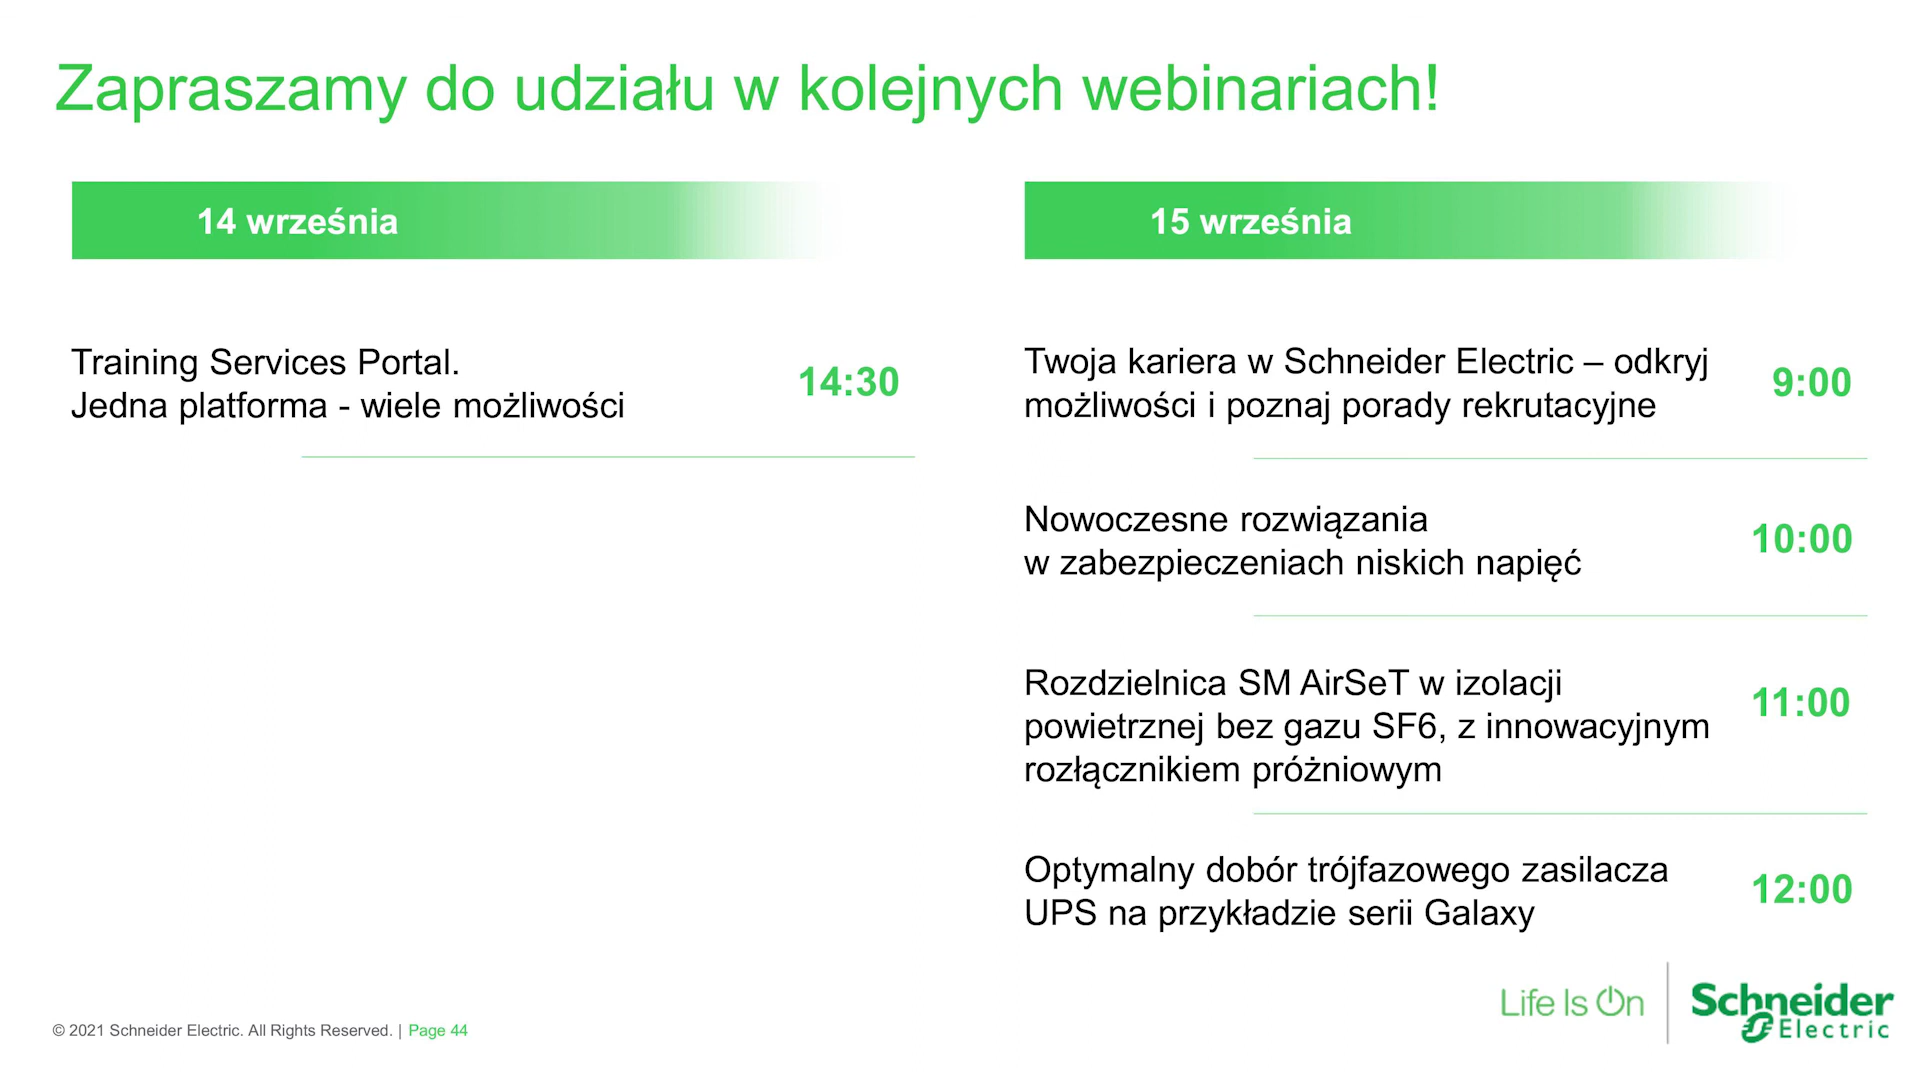 Zapraszamy do udziału w kolejnych webinariach!
14 września
Training Services Portal.
Jedna platforma - wiele możliwości
14:30
15 września
Twoja kariera w Schneider Electric – odkryj
możliwości i poznaj porady rekrutacyjne
9:00
Nowoczesne rozwiązania
w zabezpieczeniach niskich napięć
10:00
Rozdzielnica SM AirSeT w izolacji
powietrznej bez gazu SF6, z innowacyjnym
rozłącznikiem próżniowym
11:00
Optymalny dobór trójfazowego zasilacza
UPS na przykładzie serii Galaxy
12:00
© 2021 Schneider Electric. All Rights Reserved. | Page 44
Life Is On
Schneider
Electric